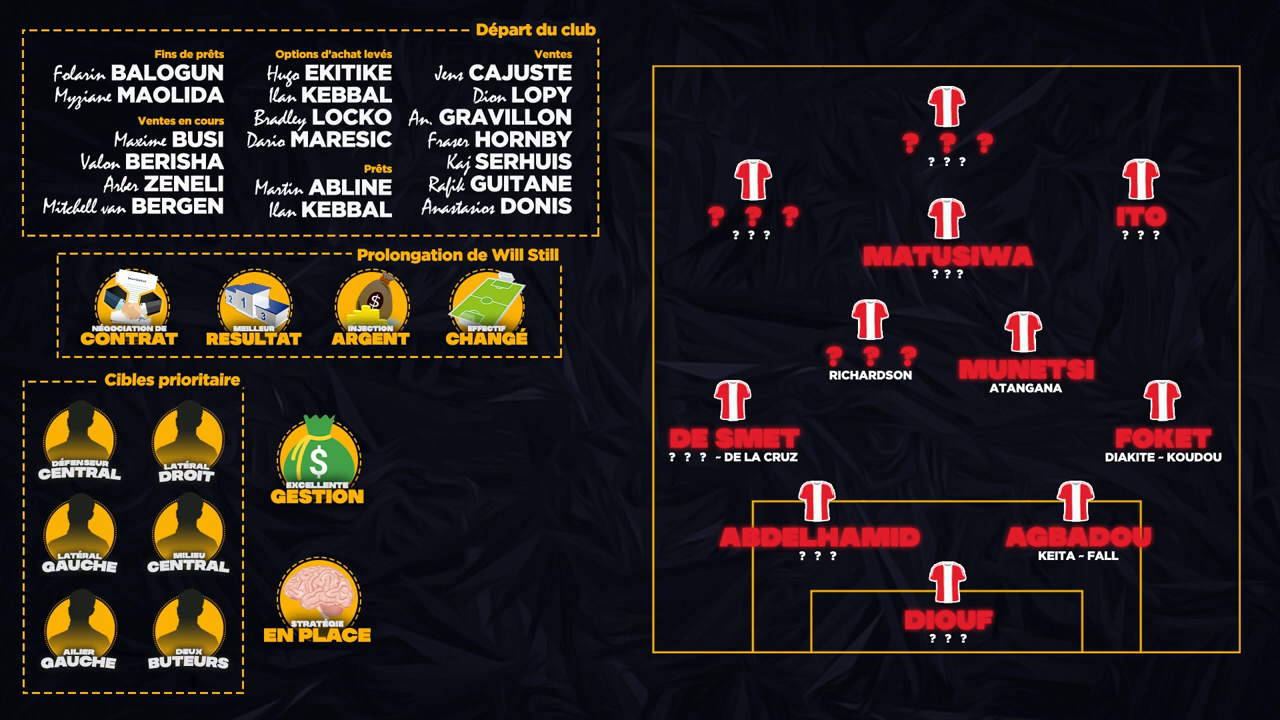 Départ du club
Fins de prêts
Folarin BALOGUN
Myziane MAOLIDA
Ventes en cours
Maxime BUSI
Valon BERISHA
Arber ZENELI
Mitchell van BERGEN
Options d'achat levés
Hugo EKITIKE
Ilan KEBBAL
Bradley LOCKO
Dario MARESIC
Prêts
Martin ABLINE
Ilan KEBBAL
Ventes
Jens CAJUSTE
Dion LOPY
An. GRAVILLON
Fraser HORNBY
Kaj SERHUIS
Rafik GUITANE
Anastasios DONIS
Prolongation de Will Still
NÉGOCIATION DE
CONTRAT
MEILLEUR
RESULTAT
INJECTION
ARGENT
EFFECTIF
CHANGÉ
Cibles prioritaire
DÉFENSEUR
CENTRAL
LATÉRAL
DROIT
LATÉRAL
GAUCHE
MILIEU
CENTRAL
AILIER
GAUCHE
DEUX
BUTEURS
$
EXCELLENTE
GESTION
STRATÉGIE
EN PLACE
? ? ?
? ? ?
? ? ?
? ? ?
ITO
? ? ?
MATUSIWA
? ? ?
? ? ?
RICHARDSON
MUNETSI
ATANGANA
DE SMET
? ? ? ~ DE LA CRUZ
FOKET
DIAKITE ~ KOUDOU
ABDELHAMID
? ? ?
AGBADOU
KEITA ~ FALL
DIOUF
? ? ?